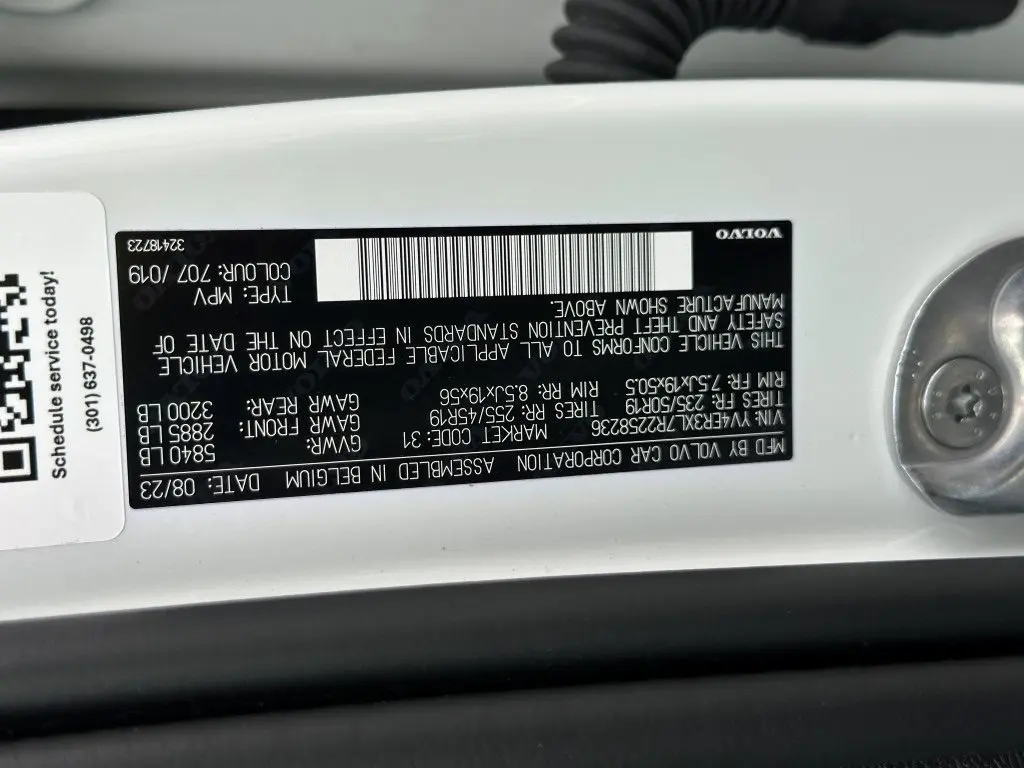 MFD BY VOLVO CAR CORPORATION ASSEMBLED IN BELGIUM DATE: 08/23
VIN: YV4ER3XL7R2258236 MARKET CODE: 31 GVWR: 5840 LB
TIRES FR: 235/50R19 TIRES RR: 255/45R19 GAWR FRONT: 2885 LB
RIM FR: 7.5Jx19x50.5 RIM RR: 8.5Jx19x56 GAWR REAR: 3200 LB
THIS VEHICLE CONFORMS TO ALL APPLICABLE FEDERAL MOTOR VEHICLE
SAFETY AND THEFT PREVENTION STANDARDS IN EFFECT ON THE DATE OF
MANUFACTURE SHOWN ABOVE.
TYPE: MPV
COLOUR: 707 /019
VOLVO
32418723
Schedule service today!
(301) 637-0498